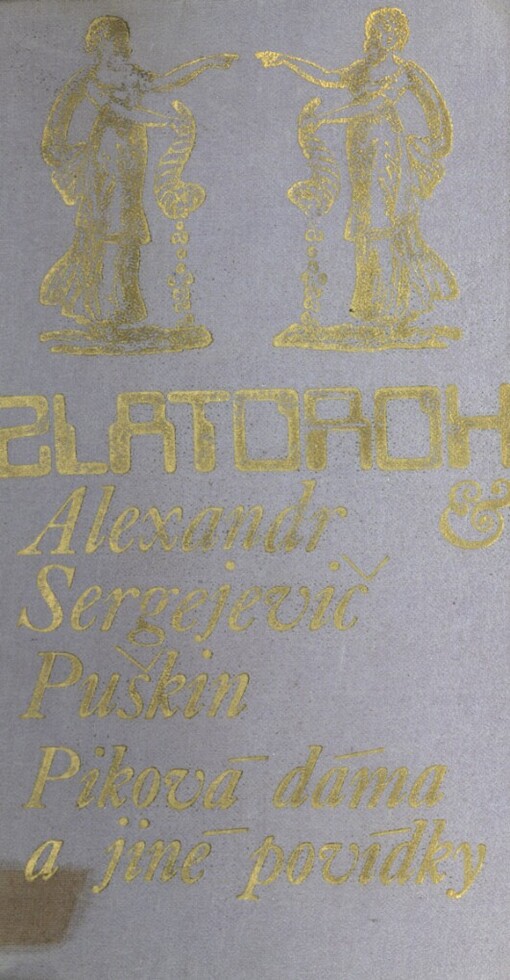 ZLATOROH
&
Alexandr
Sergejevič
Puškin
Piková dáma
a jiné povídky